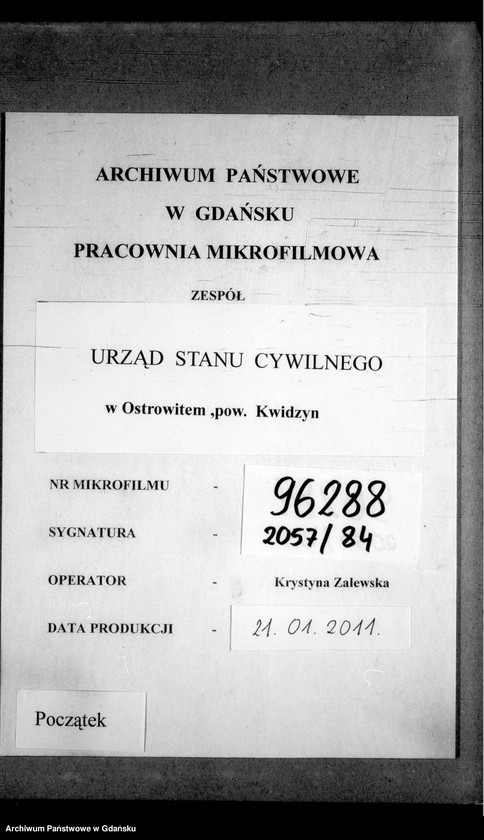 ARCHIWUM PAŃSTWOWE
W GDAŃSKU
PRACOWNIA MIKROFILMOWA
ZESPÓŁ
URZĄD STANU CYWILNEGO
w Ostrowitem ,pow. Kwidzyn
NR MIKROFILMU - 96288
SYGNATURA - 2057/84
OPERATOR - Krystyna Zalewska
DATA PRODUKCJI - 21.01.2011.
Początek
Archiwum Państwowe w Gdańsku